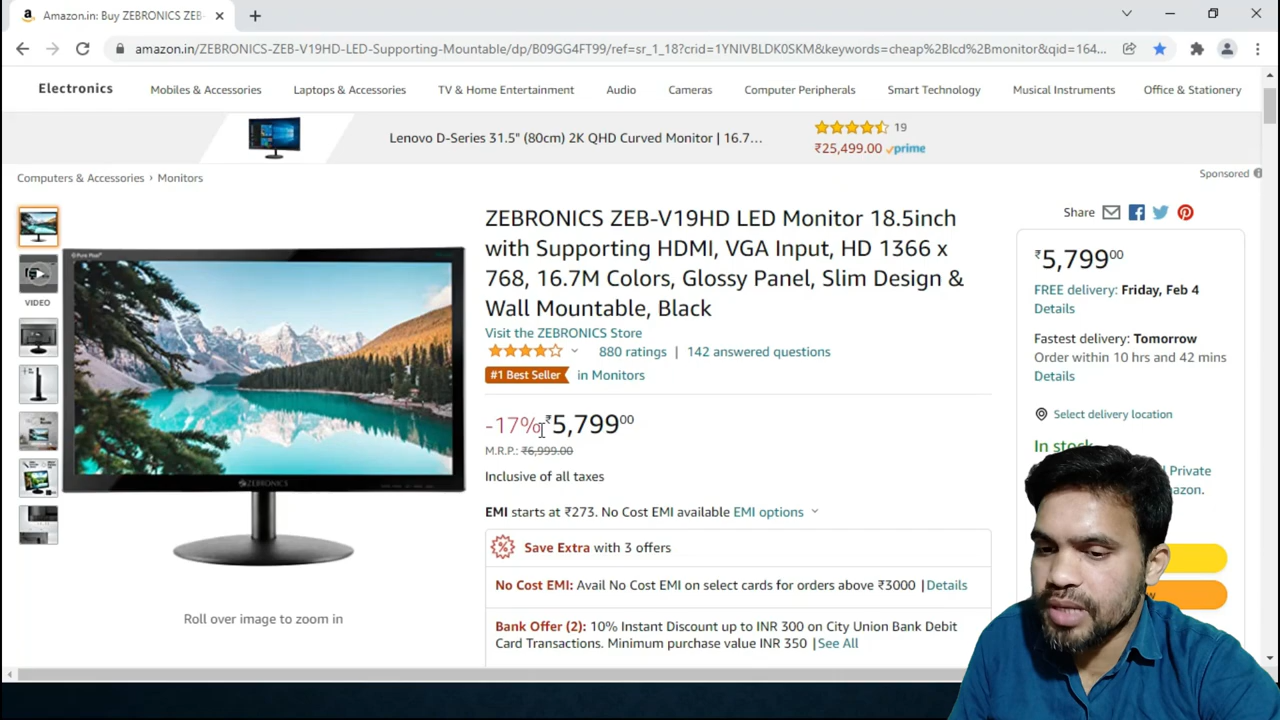 Amazon.in: Buy ZEBRONICS ZEB-
amazon.in/ZEBRONICS-ZEB-V19HD-LED-Supporting-Mountable/dp/B09GG4FT99/ref=sr_1_18?crid=1YNIVBLDK0SKM&keywords=cheap%2Blcd%2Bmonitor&qid=164...
Electronics Mobiles & Accessories Laptops & Accessories TV & Home Entertainment Audio Cameras Computer Peripherals Smart Technology Musical Instruments Office & Stationery
Lenovo D-Series 31.5" (80cm) 2K QHD Curved Monitor | 16.7... 19
₹25,499.00 prime
Sponsored
Computers & Accessories › Monitors
VIDEO
ZEBRONICS
Roll over image to zoom in
ZEBRONICS ZEB-V19HD LED Monitor 18.5inch
with Supporting HDMI, VGA Input, HD 1366 x
768, 16.7M Colors, Glossy Panel, Slim Design &
Wall Mountable, Black
Visit the ZEBRONICS Store
880 ratings | 142 answered questions
#1 Best Seller in Monitors
-17% ₹5,799.00
M.R.P.: ₹6,999.00
Inclusive of all taxes
EMI starts at ₹273. No Cost EMI available EMI options
Save Extra with 3 offers
No Cost EMI: Avail No Cost EMI on select cards for orders above ₹3000 | Details
Bank Offer (2): 10% Instant Discount up to INR 300 on City Union Bank Debit
Card Transactions. Minimum purchase value INR 350 | See All
Share
₹5,799.00
FREE delivery: Friday, Feb 4
Details
Fastest delivery: Tomorrow
Order within 10 hrs and 42 mins
Details
Select delivery location
In stock
Private